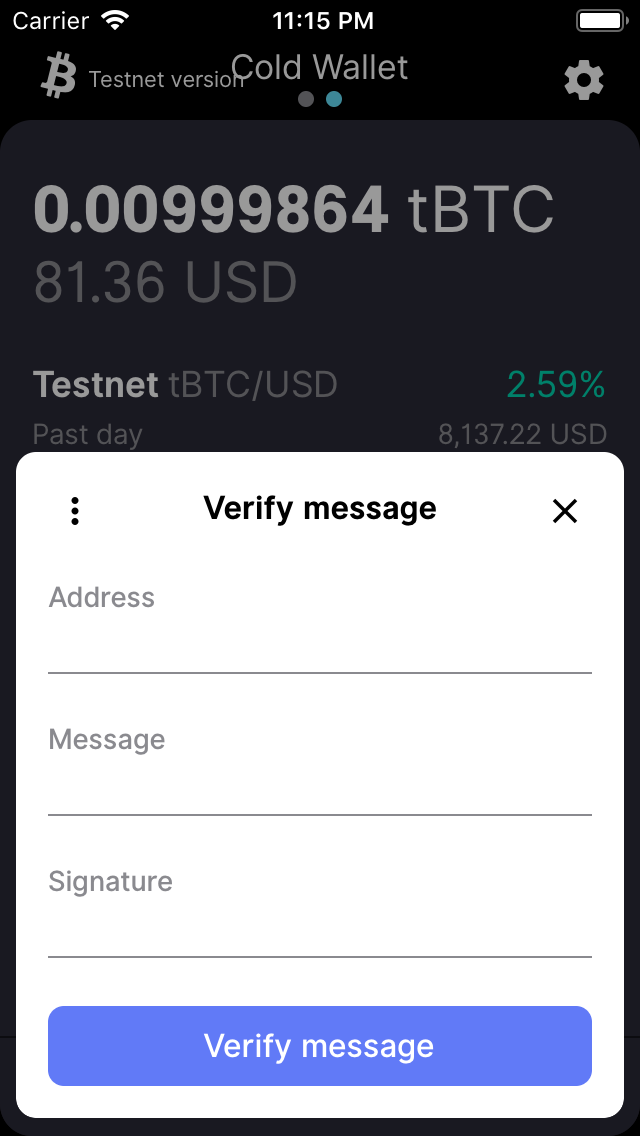 Carrier 11:15 PM
Testnet version Cold Wallet
0.00999864 tBTC
81.36 USD
Testnet tBTC/USD 2.59%
Past day 8,137.22 USD
Verify message
Address
Message
Signature
Verify message